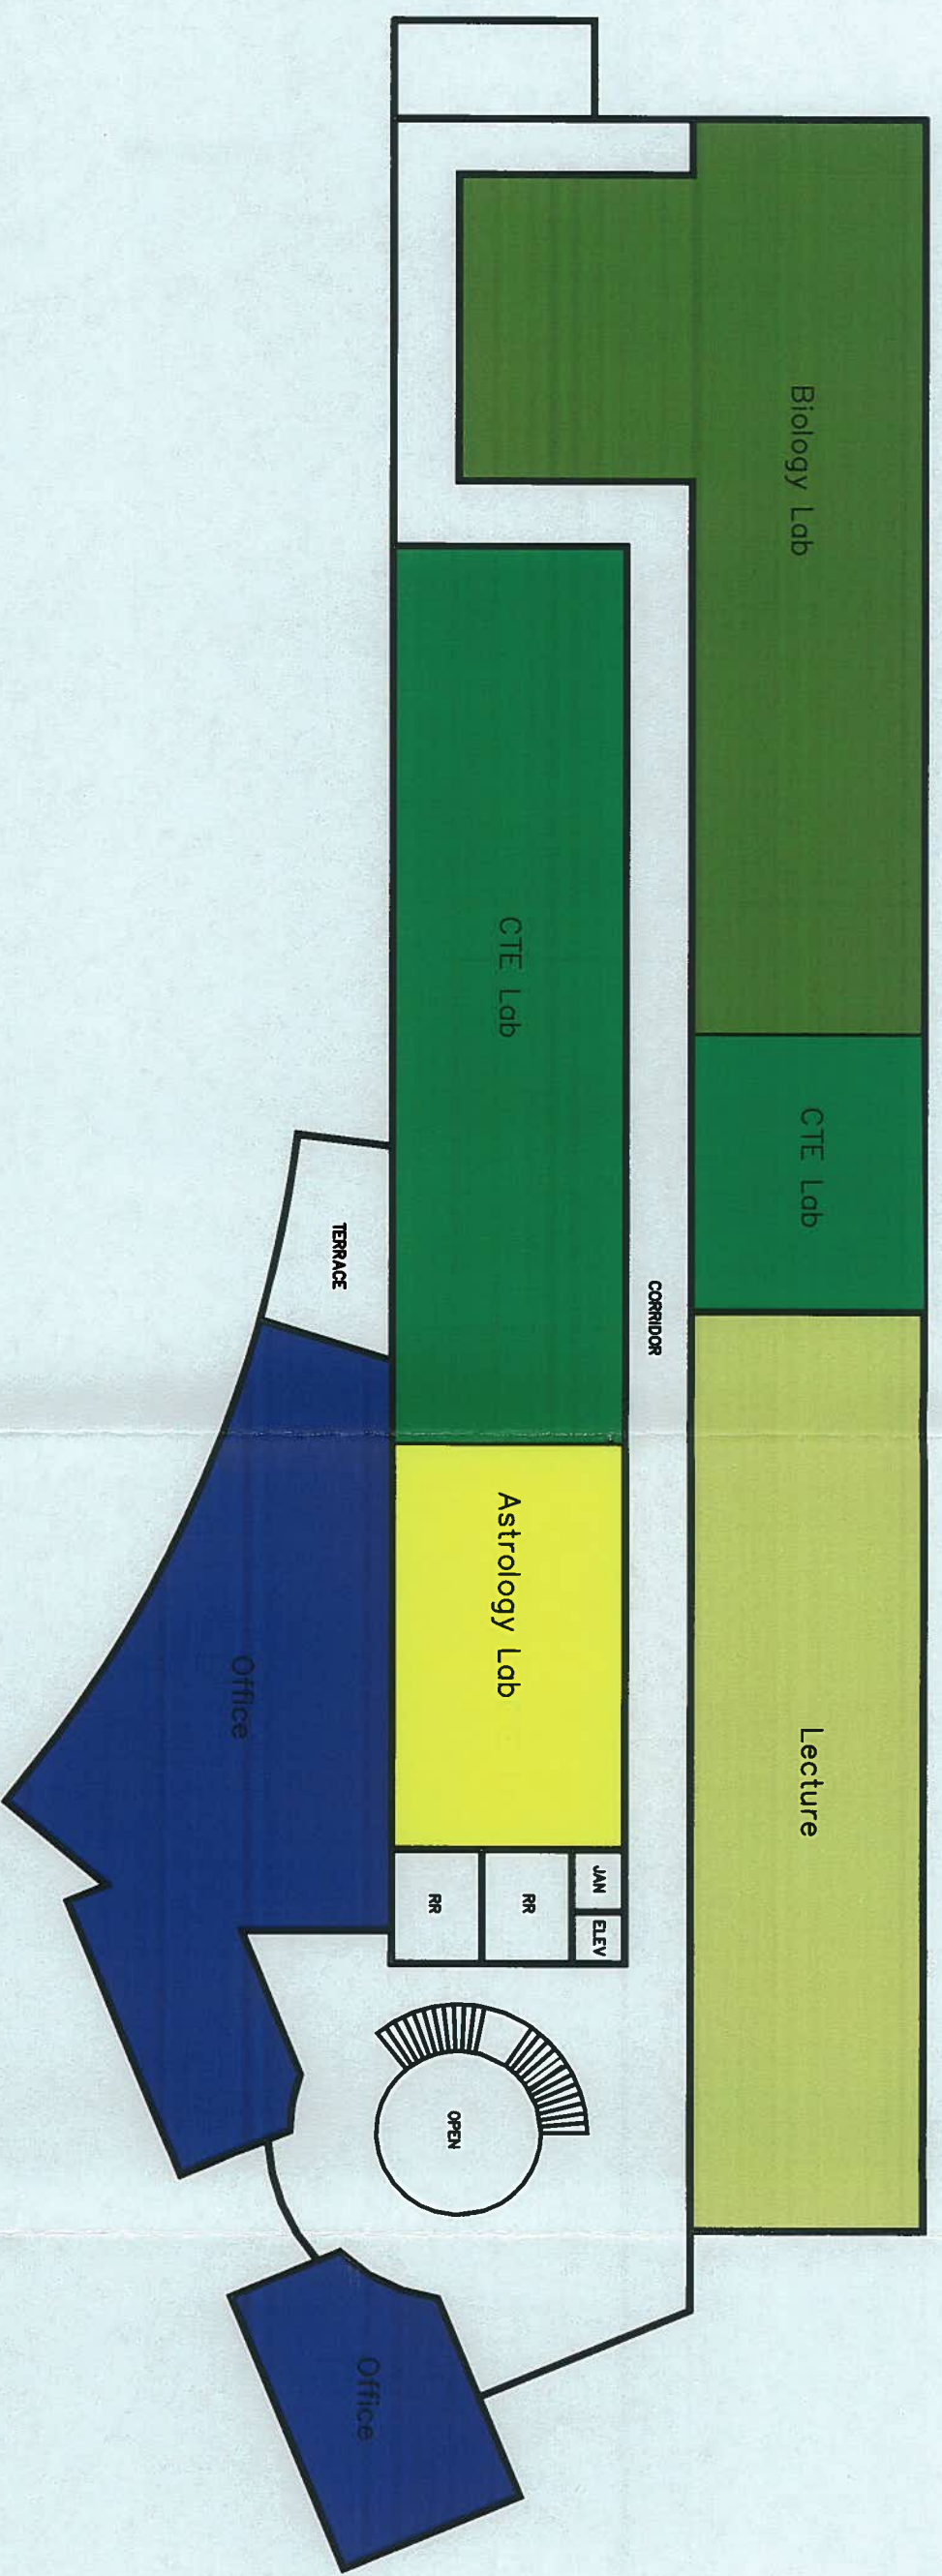 Biology Lab
CTE Lab
Lecture
CORRIDOR
CTE Lab
Astrology Lab
JAN
ELEV
RR
RR
OPEN
TERRACE
Office
Office